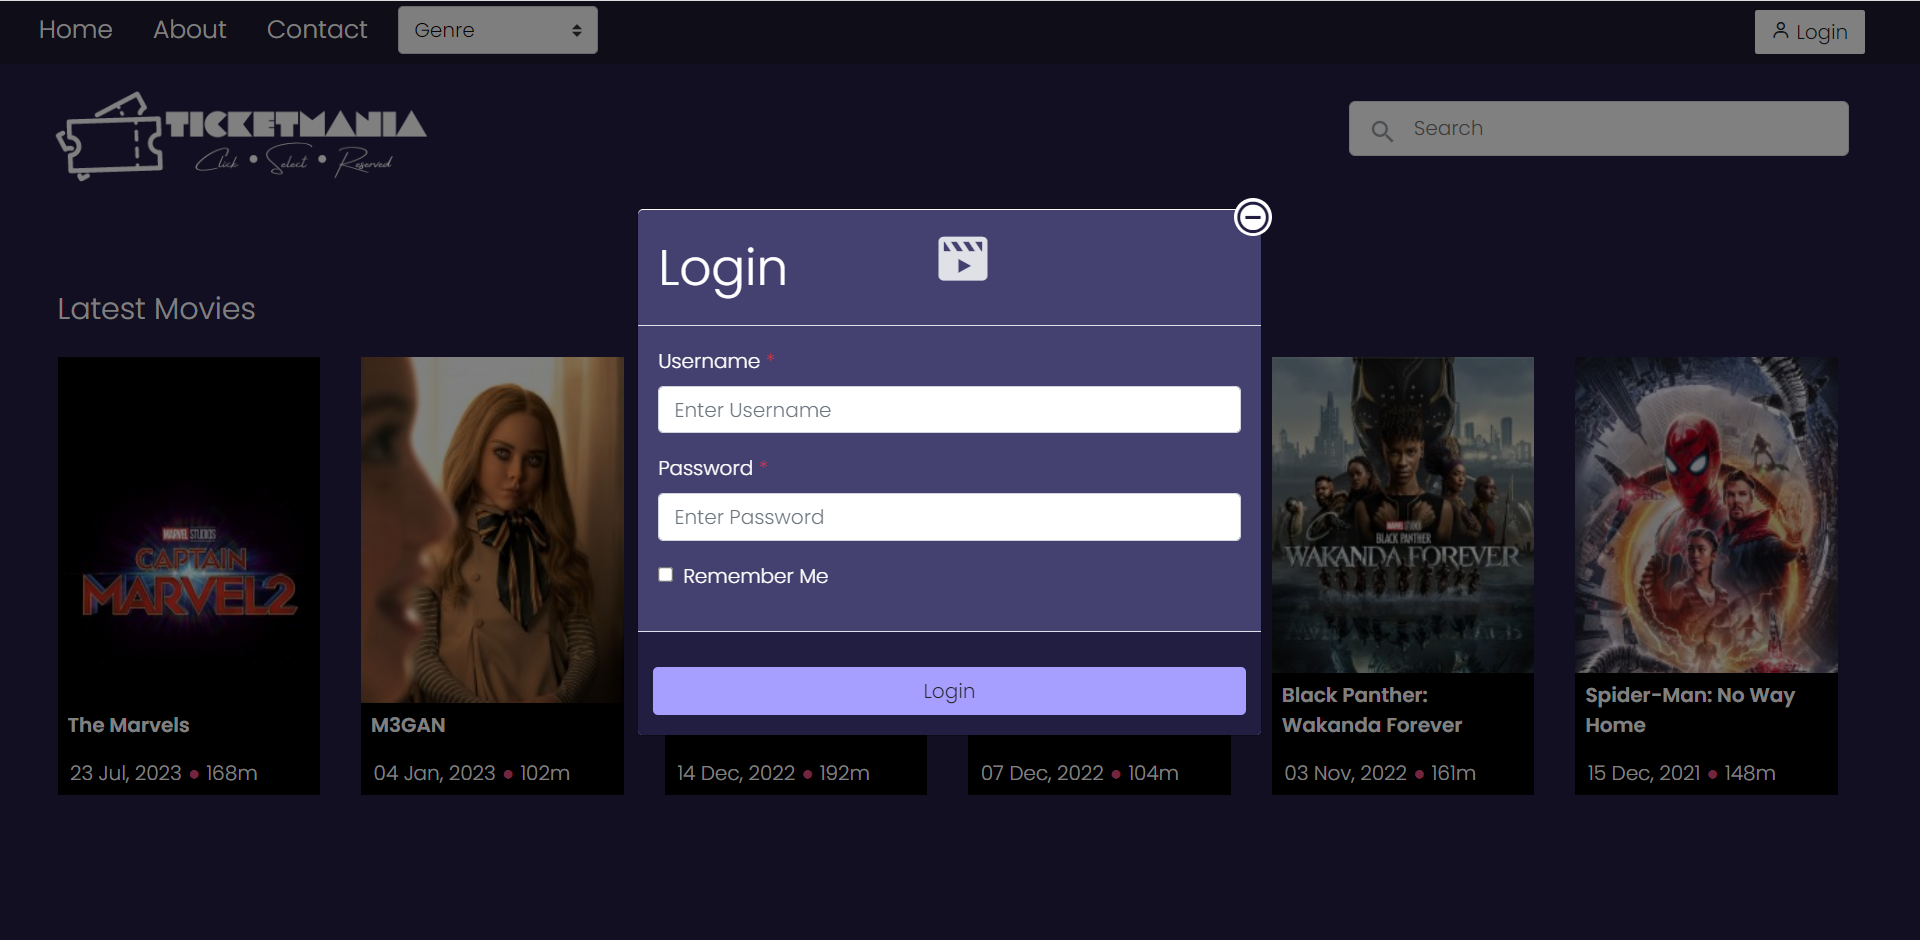 Home About Contact Genre Login
TICKETMANIA
Click • Select • Reserved
Search
Login
Latest Movies
Username *
Enter Username
Password *
Enter Password
Remember Me
Login
MARVEL STUDIOS
CAPTAIN
MARVEL2
MARVEL STUDIOS
BLACK PANTHER
WAKANDA FOREVER
The Marvels
23 Jul, 2023 • 168m
M3GAN
04 Jan, 2023 • 102m
14 Dec, 2022 • 192m
07 Dec, 2022 • 104m
Black Panther:
Wakanda Forever
03 Nov, 2022 • 161m
Spider-Man: No Way
Home
15 Dec, 2021 • 148m